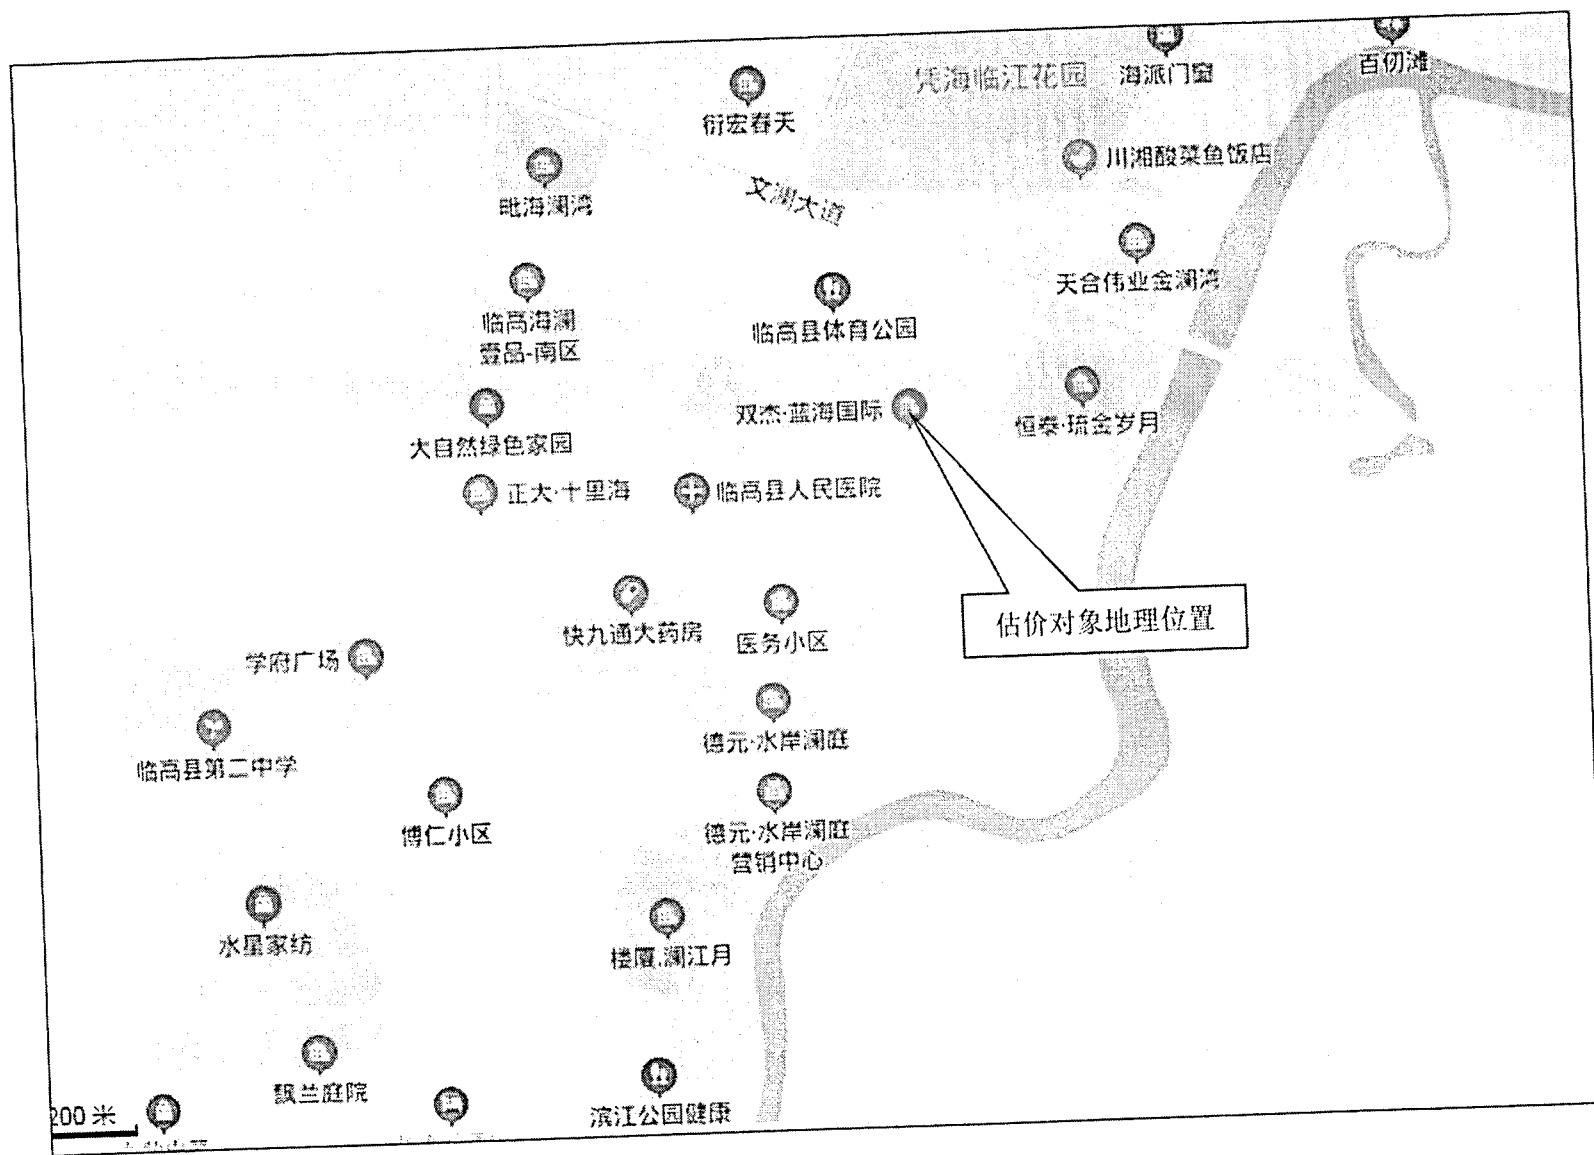 百仞滩
海派门窗
凭海临江花园
衍宏春天
川湘酸菜鱼饭店
毗海澜湾
文澜大道
天合伟业金澜湾
临高海澜
壹品-南区
临高县体育公园
双杰·蓝海国际
恒泰·琉金岁月
大自然绿色家园
正大·十里海
临高县人民医院
快九通大药房
医务小区
估价对象地理位置
学府广场
德元·水岸澜庭
临高县第二中学
博仁小区
德元·水岸澜庭
营销中心
水星家纺
楼厦.澜江月
飘兰庭院
滨江公园健康
200 米